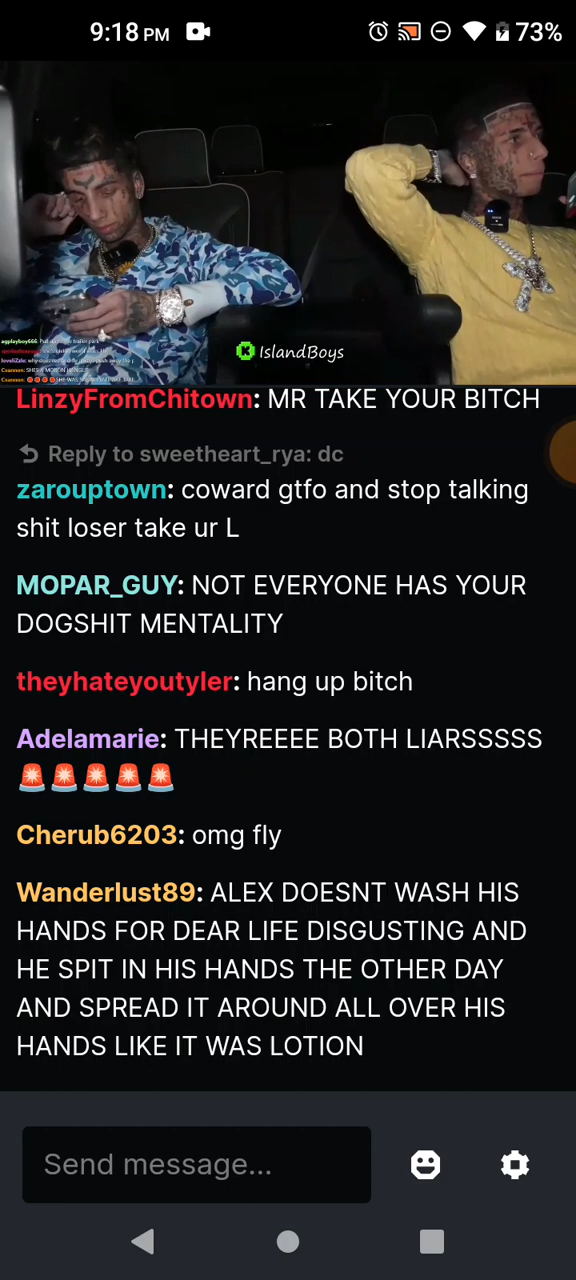 9:18 PM
73%
IslandBoys
LinzyFromChitown: MR TAKE YOUR BITCH
Reply to sweetheart_rya: dc
zarouptown: coward gtfo and stop talking
shit loser take ur L
MOPAR_GUY: NOT EVERYONE HAS YOUR
DOGSHIT MENTALITY
theyhateyoutyler: hang up bitch
Adelamarie: THEYREEEE BOTH LIARSSSSS
🚨🚨🚨🚨🚨
Cherub6203: omg fly
Wanderlust89: ALEX DOESNT WASH HIS
HANDS FOR DEAR LIFE DISGUSTING AND
HE SPIT IN HIS HANDS THE OTHER DAY
AND SPREAD IT AROUND ALL OVER HIS
HANDS LIKE IT WAS LOTION
Send message...